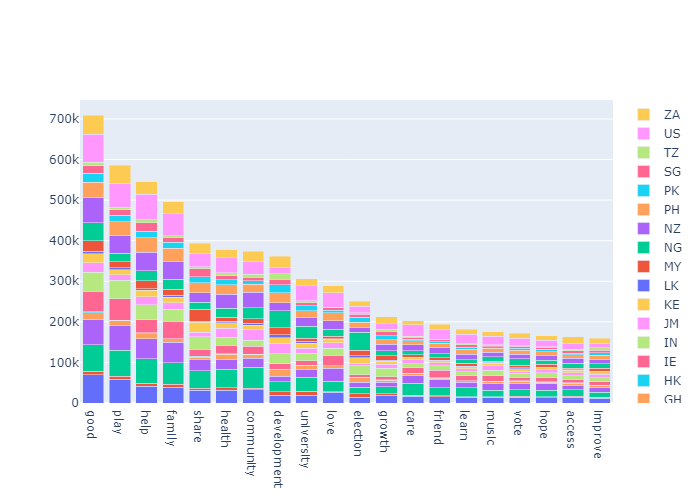 700k
600k
500k
400k
300k
200k
100k
0
good
play
help
family
share
health
community
development
university
love
election
growth
care
friend
learn
music
vote
hope
access
improve
ZA
US
TZ
SG
PK
PH
NZ
NG
MY
LK
KE
JM
IN
IE
HK
GH